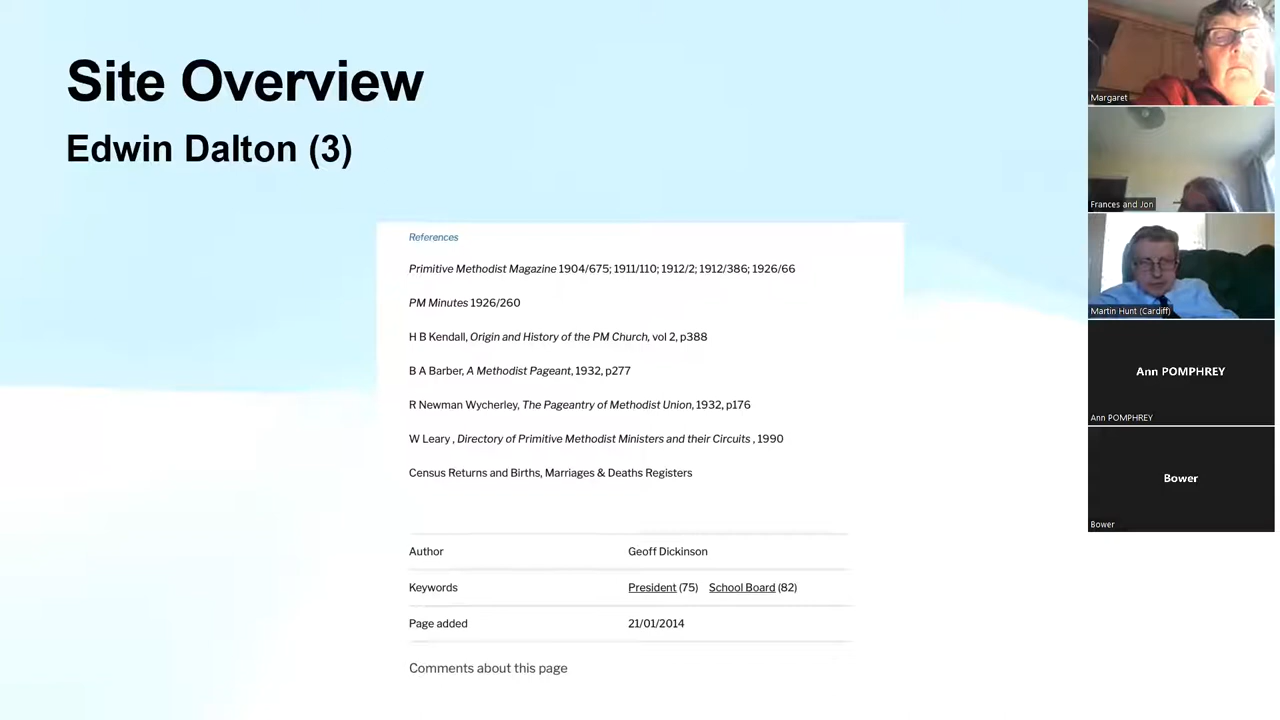 Site Overview
Edwin Dalton (3)
References
Primitive Methodist Magazine 1904/675; 1911/110; 1912/2; 1912/386; 1926/66
PM Minutes 1926/260
H B Kendall, Origin and History of the PM Church, vol 2, p388
B A Barber, A Methodist Pageant, 1932, p277
R Newman Wycherley, The Pageantry of Methodist Union, 1932, p176
W Leary , Directory of Primitive Methodist Ministers and their Circuits , 1990
Census Returns and Births, Marriages & Deaths Registers
Author Geoff Dickinson
Keywords President (75) School Board (82)
Page added 21/01/2014
Comments about this page
Margaret
Frances and Jon
Martin Hunt (Cardiff)
Ann POMPHREY
Ann POMPHREY
Bower
Bower